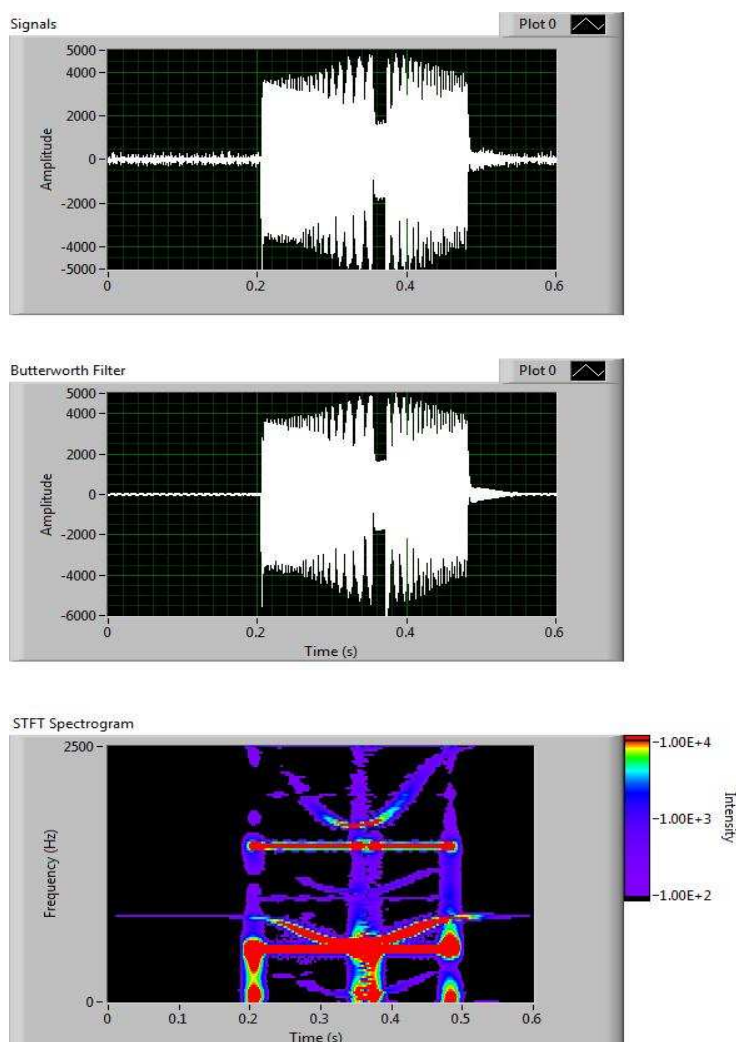 Signals
Plot 0
5000
4000
2000
0
-2000
-4000
-5000
Amplitude
0 0.2 0.4 0.6
Butterworth Filter
Plot 0
5000
4000
2000
0
-2000
-4000
-6000
Amplitude
0 0.2 0.4 0.6
Time (s)
STFT Spectrogram
2500
0
Frequency (Hz)
0 0.1 0.2 0.3 0.4 0.5 0.6
Time (s)
-1.00E+4
-1.00E+3
-1.00E+2
Intensity